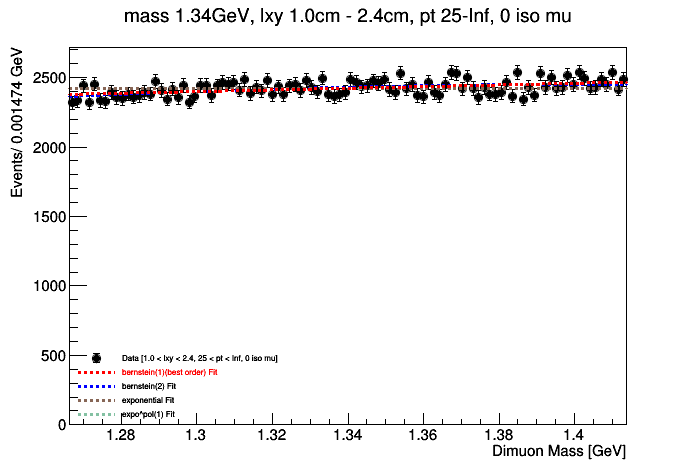 mass 1.34GeV, lxy 1.0cm - 2.4cm, pt 25-Inf, 0 iso mu
Events/ 0.001474 GeV
2500
2000
1500
1000
500
0
Data [1.0 < lxy < 2.4, 25 < pt < Inf, 0 iso mu]
bernstein(1)(best order) Fit
bernstein(2) Fit
exponential Fit
expo*pol(1) Fit
1.28 1.3 1.32 1.34 1.36 1.38 1.4
Dimuon Mass [GeV]